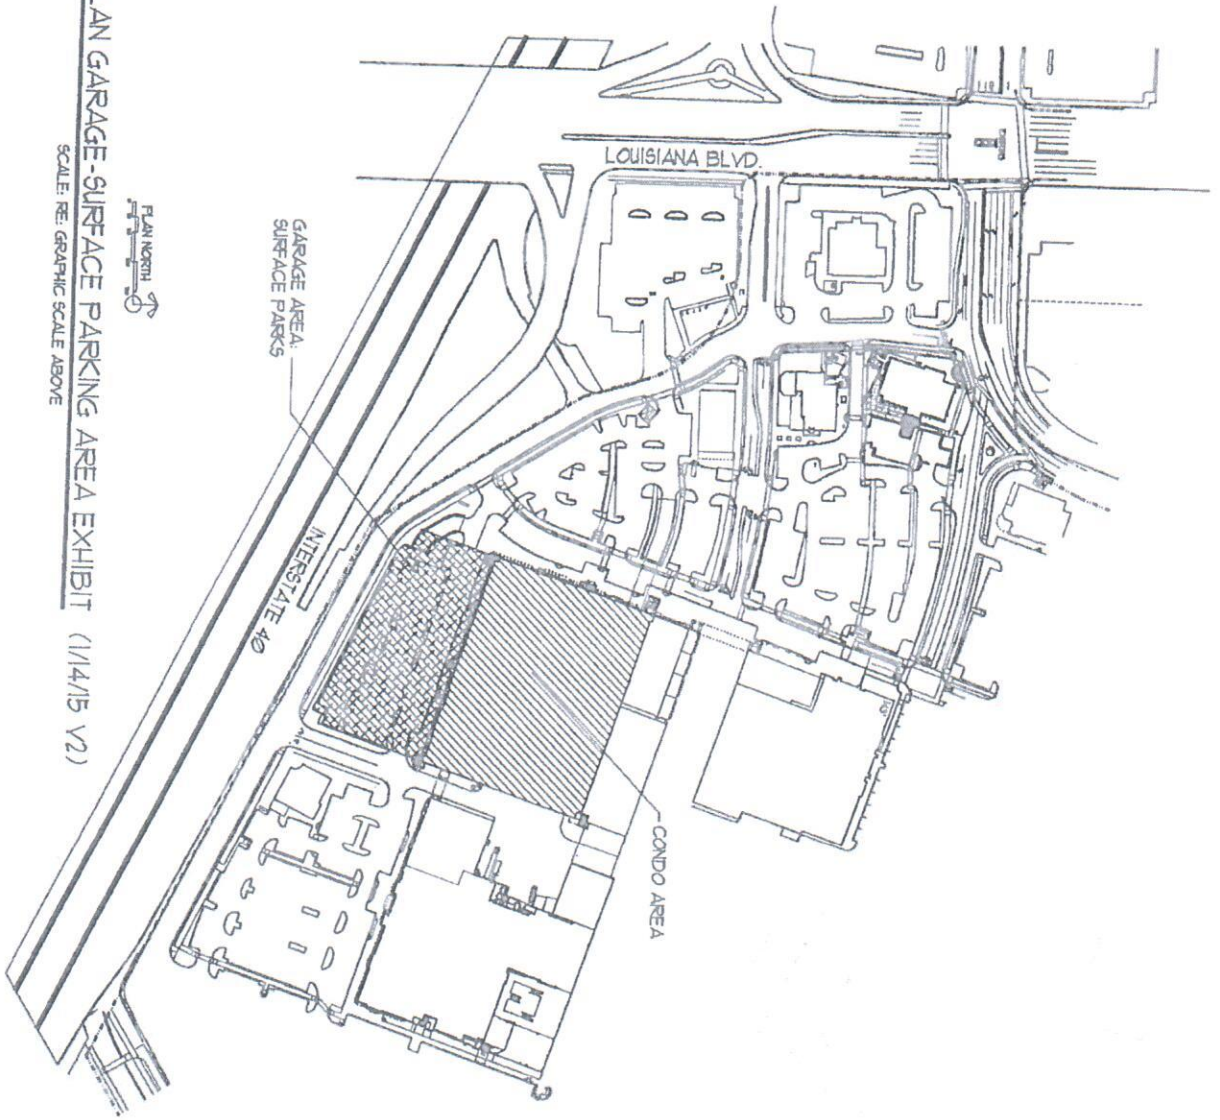 LOUISIANA BLVD.
GARAGE AREA:
SURFACE PARKS
INTERSTATE 40
CONDO AREA
PLAN NORTH
AN GARAGE-SURFACE PARKING AREA EXHIBIT (1/14/15 V2)
SCALE: RE: GRAPHIC SCALE ABOVE